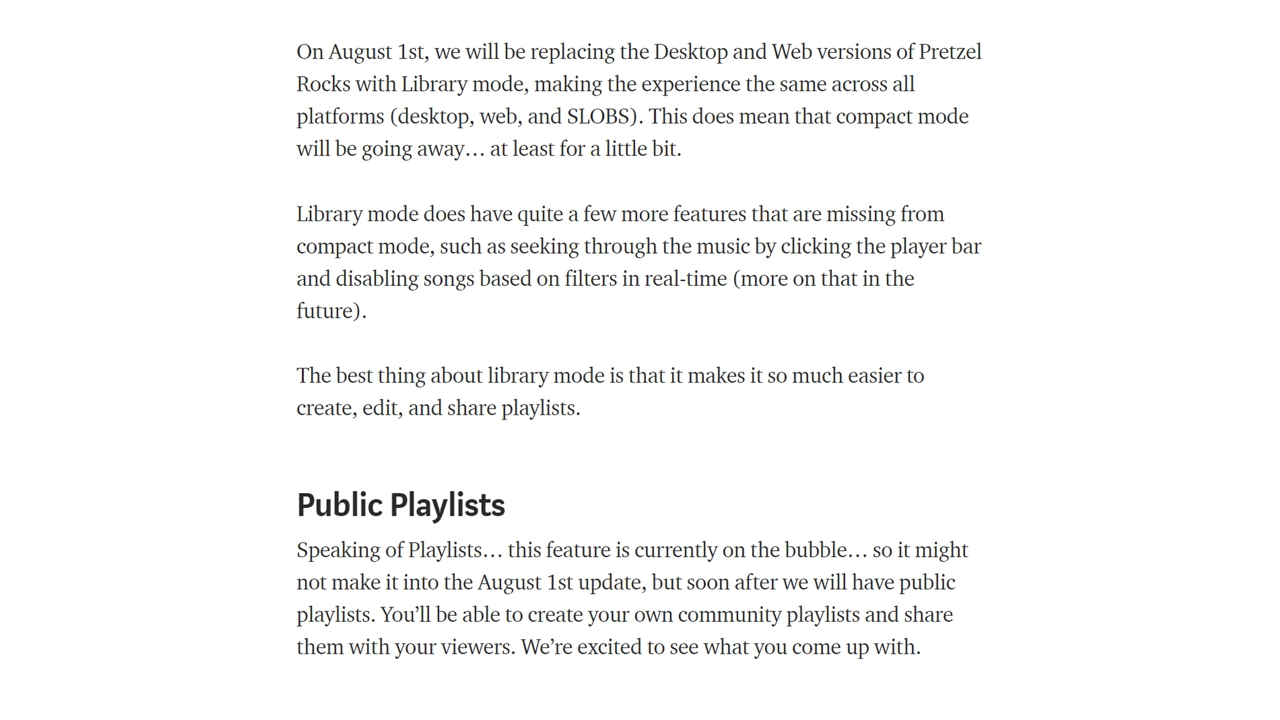 On August 1st, we will be replacing the Desktop and Web versions of Pretzel
Rocks with Library mode, making the experience the same across all
platforms (desktop, web, and SLOBS). This does mean that compact mode
will be going away… at least for a little bit.
Library mode does have quite a few more features that are missing from
compact mode, such as seeking through the music by clicking the player bar
and disabling songs based on filters in real-time (more on that in the
future).
The best thing about library mode is that it makes it so much easier to
create, edit, and share playlists.
Public Playlists
Speaking of Playlists… this feature is currently on the bubble… so it might
not make it into the August 1st update, but soon after we will have public
playlists. You’ll be able to create your own community playlists and share
them with your viewers. We’re excited to see what you come up with.